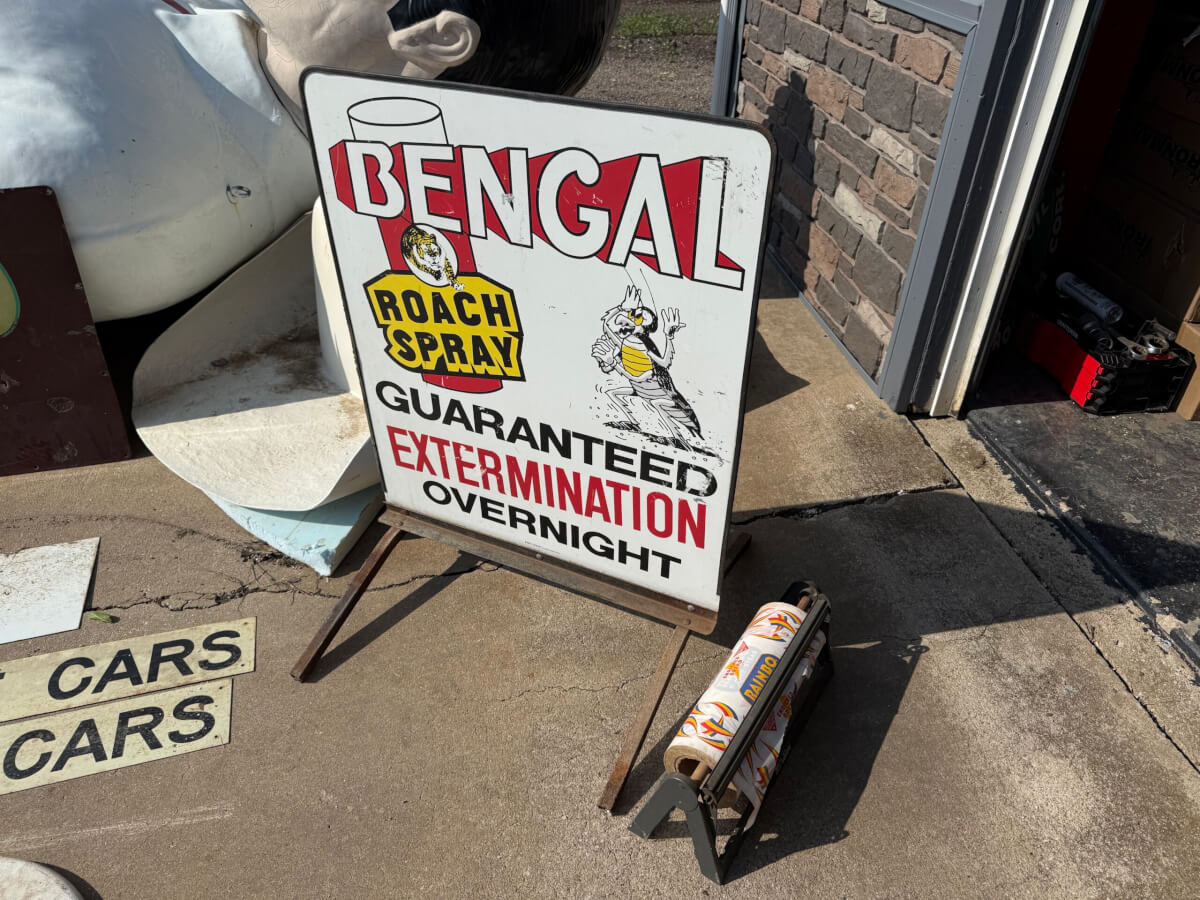 BENGAL
ROACH
SPRAY
GUARANTEED
EXTERMINATION
OVERNIGHT
CARS
CARS
RAINBO